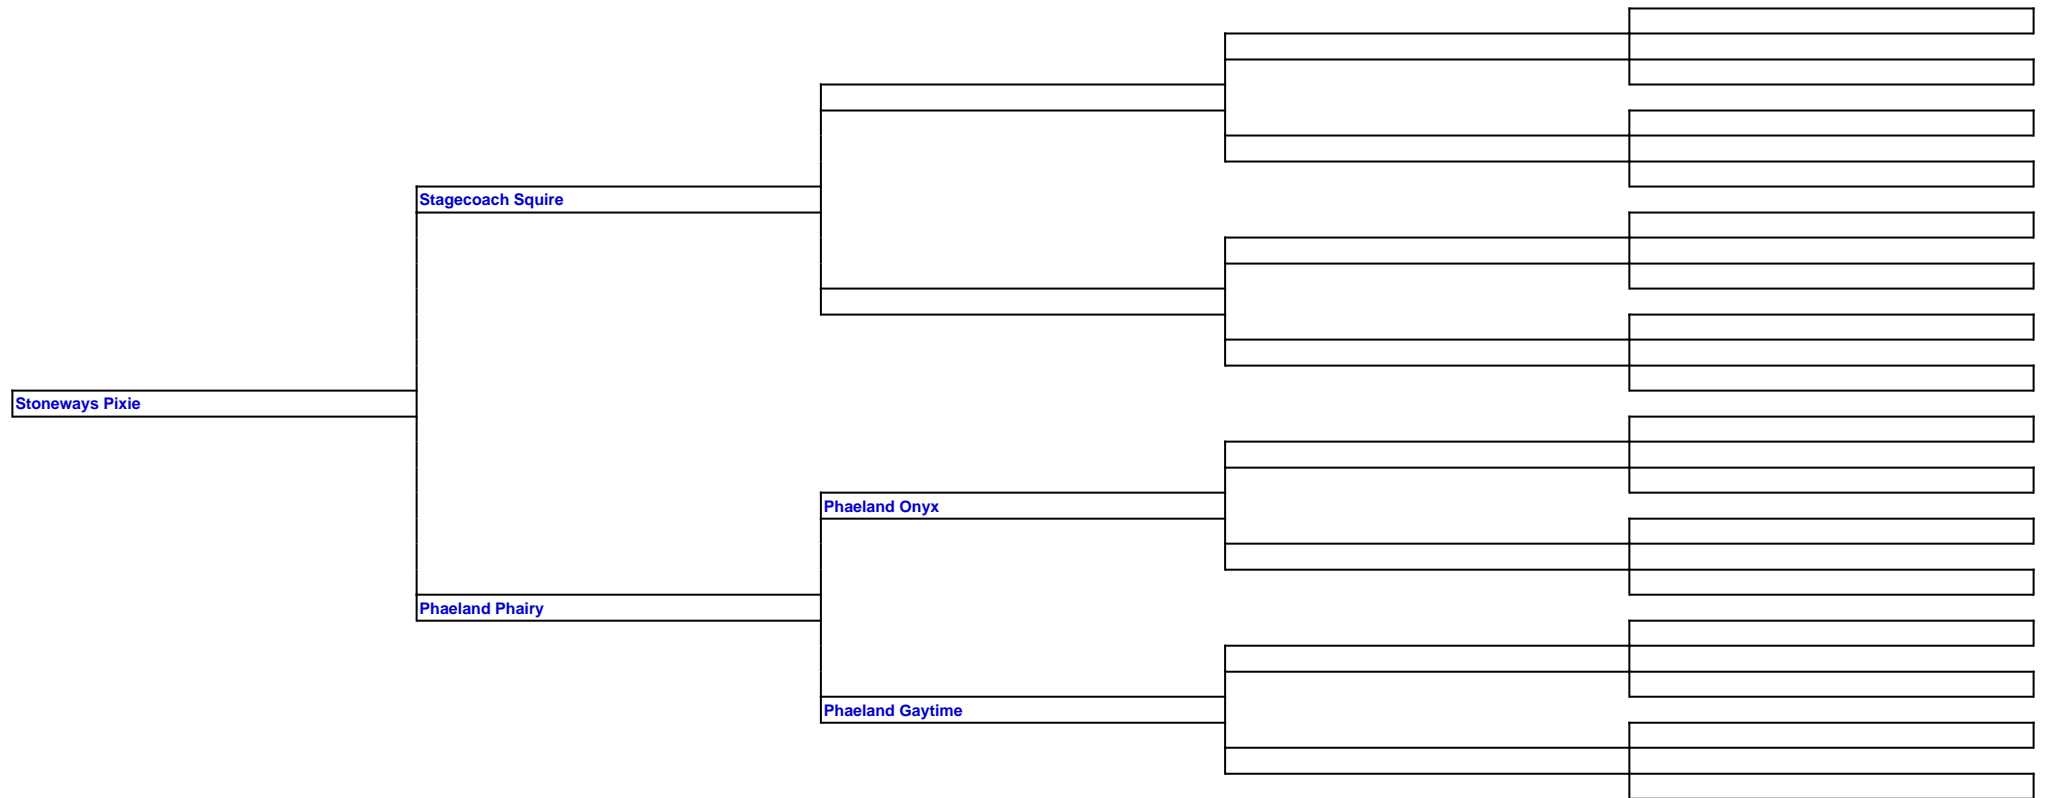 Stagecoach Squire
Stoneways Pixie
Phaeland Onyx
Phaeland Phairy
Phaeland Gaytime